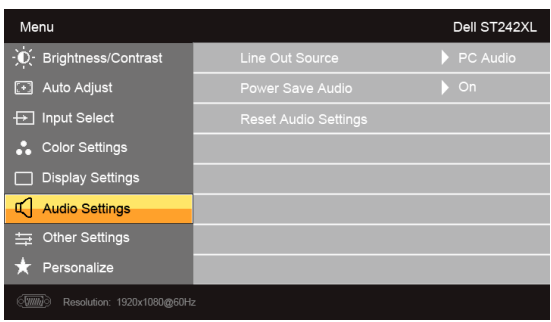 Menu Dell ST242XL
Brightness/Contrast Line Out Source PC Audio
Auto Adjust Power Save Audio On
Input Select Reset Audio Settings
Color Settings
Display Settings
Audio Settings
Other Settings
Personalize
Resolution: 1920x1080@60Hz